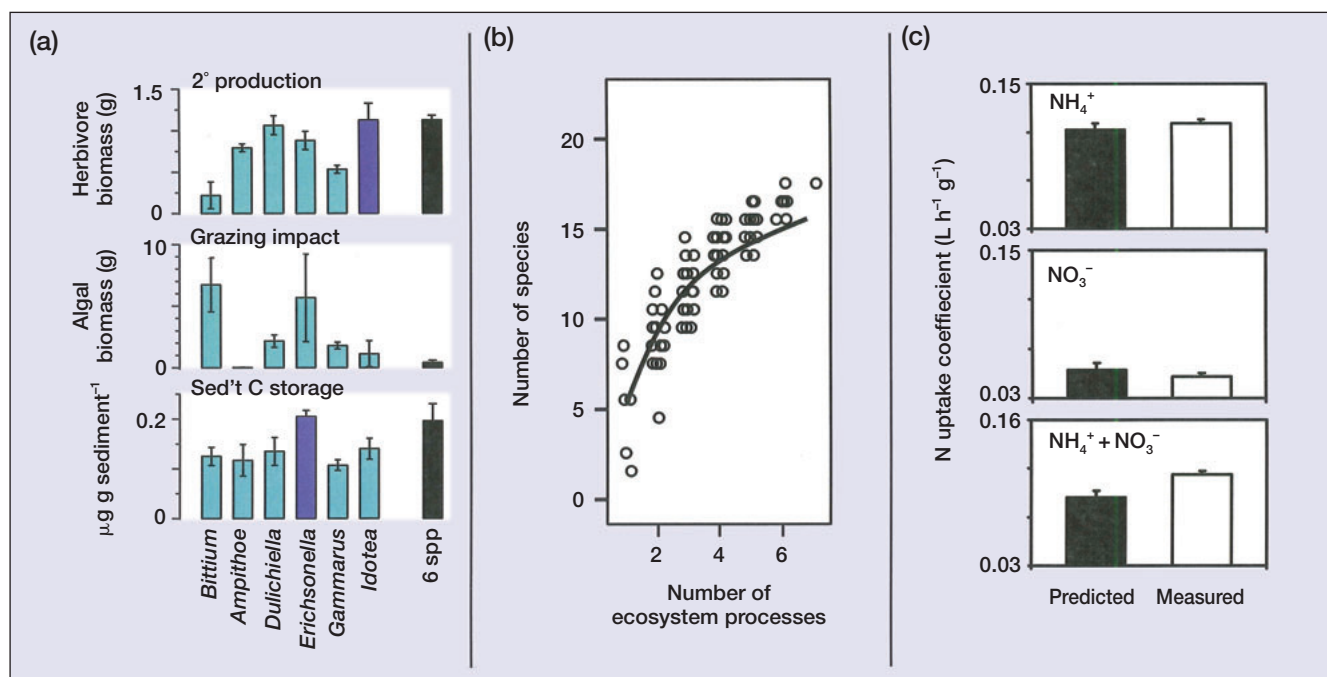 (a)
2° production
Herbivore
biomass (g)
1.5
0
Grazing impact
Algal
biomass (g)
10
0
Sed't C storage
μg g sediment⁻¹
0.2
0
Bittium
Ampithoe
Dulichiella
Erichsonella
Gammarus
Idotea
6 spp
(b)
Number of species
20
15
10
5
0
2
4
6
Number of
ecosystem processes
(c)
N uptake coeffiecient (L h⁻¹ g⁻¹)
0.15
NH₄⁺
0.03
0.15
NO₃⁻
0.03
0.16
NH₄⁺ + NO₃⁻
0.03
Predicted
Measured